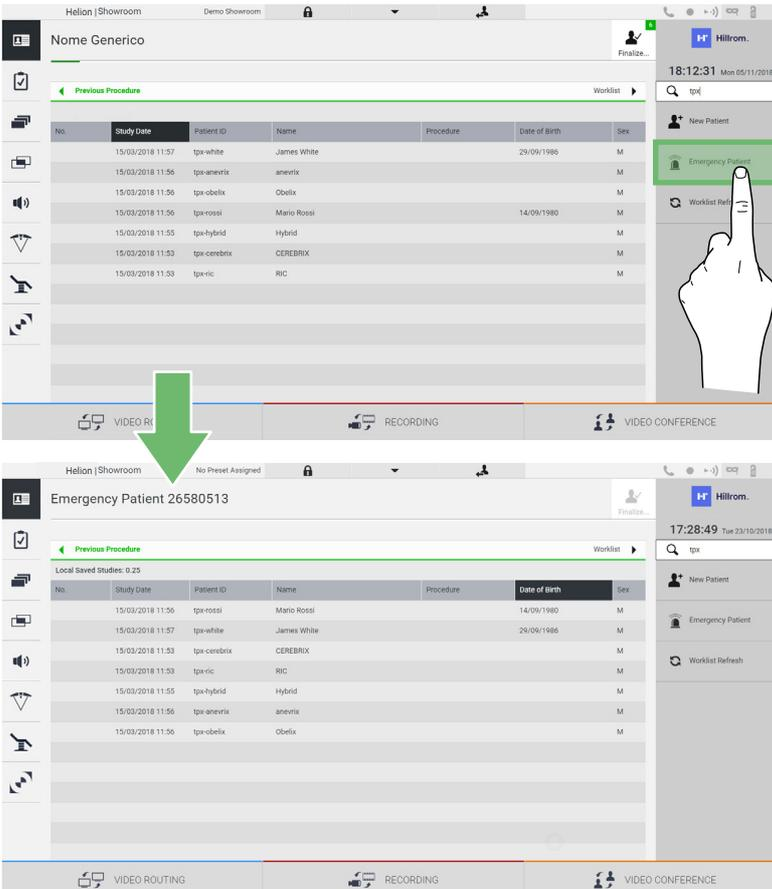 Helion | Showroom Demo Showroom
6
Nome Generico Finalize... Hillrom.
18:12:31 Mon 05/11/2018
Previous Procedure Worklist tpx
New Patient
No. Study Date Patient ID Name Procedure Date of Birth Sex
15/03/2018 11:57 tpx-white James White 29/09/1986 M
Emergency Patient
15/03/2018 11:56 tpx-anevrix anevrix M
15/03/2018 11:56 tpx-obelix Obelix M
Worklist
15/03/2018 11:56 tpx-rossi Mario Rossi 14/09/1980 M
15/03/2018 11:55 tpx-hybrid Hybrid M
15/03/2018 11:53 tpx-cerebrix CEREBRIX M
15/03/2018 11:53 tpx-ric RIC M
VIDEO RECORDING VIDEO CONFERENCE
Helion | Showroom No Preset Assigned
Emergency Patient 26580513 Finalize... Hillrom.
17:28:49 Tue 23/10/2018
Previous Procedure Worklist tpx
Local Saved Studies: 0.25
New Patient
No. Study Date Patient ID Name Procedure Date of Birth Sex
15/03/2018 11:56 tpx-rossi Mario Rossi 14/09/1980 M
Emergency Patient
15/03/2018 11:57 tpx-white James White 29/09/1986 M
15/03/2018 11:53 tpx-cerebrix CEREBRIX M
Worklist Refresh
15/03/2018 11:53 tpx-ric RIC M
15/03/2018 11:55 tpx-hybrid Hybrid M
15/03/2018 11:56 tpx-anevrix anevrix M
15/03/2018 11:56 tpx-obelix Obelix M
VIDEO ROUTING RECORDING VIDEO CONFERENCE